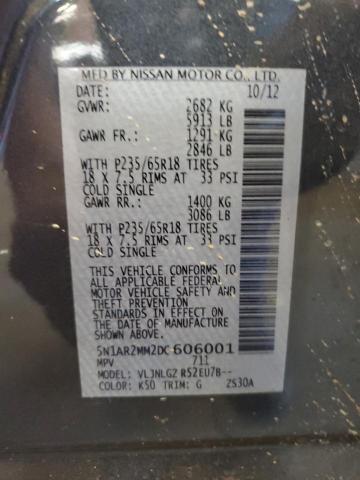 MFD BY NISSAN MOTOR CO., LTD.
DATE: 10/12
GVWR: 2682 KG
5913 LB
GAWR FR: 1291 KG
2846 LB
WITH P235/65R18 TIRES
18 X 7.5 RIMS AT 33 PSI
COLD SINGLE
GAWR RR: 1400 KG
3086 LB
WITH P235/65R18 TIRES
18 X 7.5 RIMS AT 33 PSI
COLD SINGLE
THIS VEHICLE CONFORMS TO
ALL APPLICABLE FEDERAL
MOTOR VEHICLE SAFETY AND
THEFT PREVENTION
STANDARDS IN EFFECT ON
THE DATE OF MANUFACTURE
SHOWN ABOVE.
5N1AR2MM2DC606001
MPV 711
MODEL: VLJNLGZ RS2EU7B--
COLOR: K50 TRIM: G ZS30A